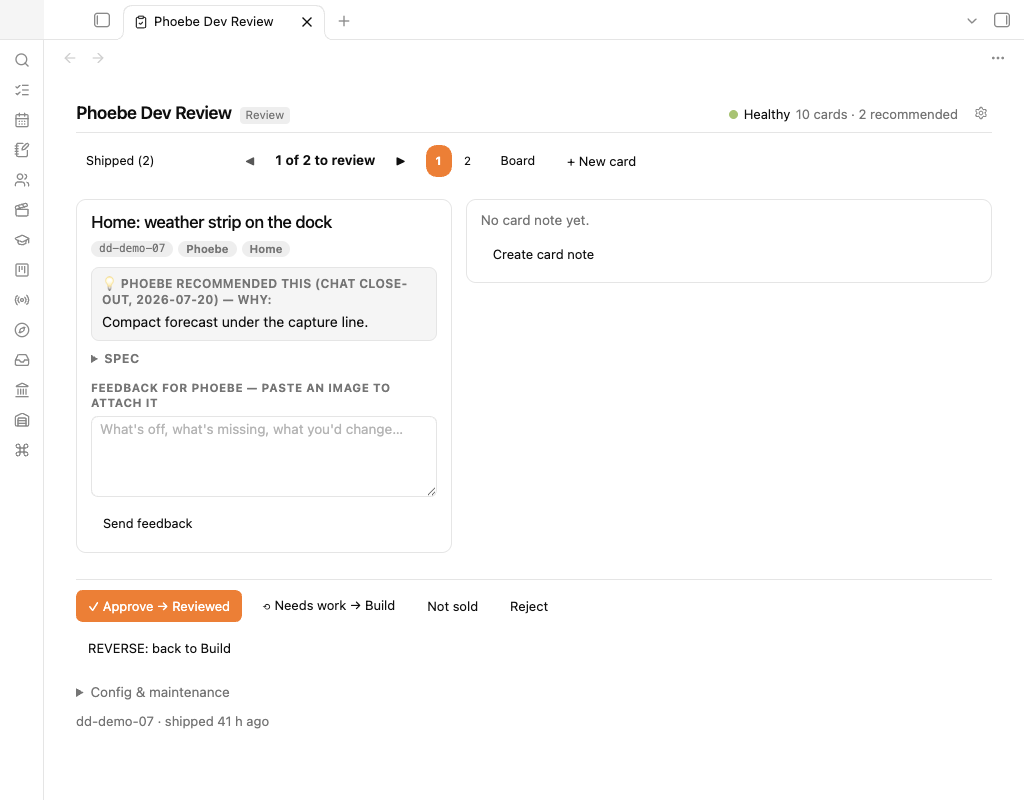 Phoebe Dev Review
Phoebe Dev Review Review
Healthy 10 cards · 2 recommended
Shipped (2)
◀ 1 of 2 to review ▶ 1 2 Board + New card
Home: weather strip on the dock
dd-demo-07 Phoebe Home
💡 PHOEBE RECOMMENDED THIS (CHAT CLOSE-
OUT, 2026-07-20) — WHY:
Compact forecast under the capture line.
▶ SPEC
FEEDBACK FOR PHOEBE — PASTE AN IMAGE TO
ATTACH IT
What's off, what's missing, what you'd change...
Send feedback
No card note yet.
Create card note
✓ Approve → Reviewed
⟲ Needs work → Build
Not sold
Reject
REVERSE: back to Build
▶ Config & maintenance
dd-demo-07 · shipped 41 h ago